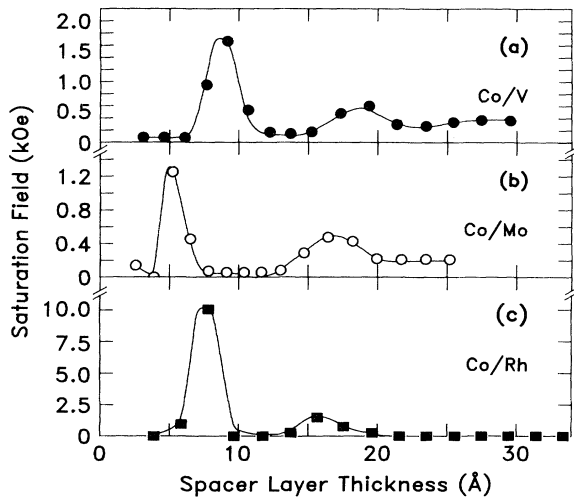 Saturation Field (kOe)
2.0
1.5
1.0
0.5
0
(a)
Co/V
1.2
0.8
0.4
0
(b)
Co/Mo
10.0
7.5
5.0
2.5
0
(c)
Co/Rh
0 10 20 30
Spacer Layer Thickness (Å)